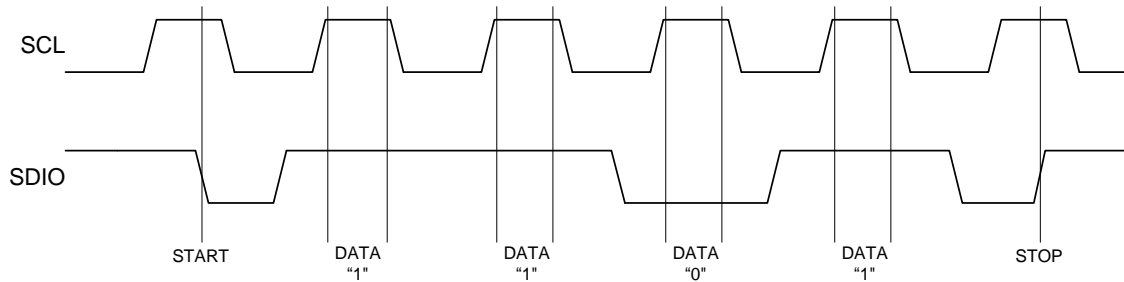 SCL
SDIO
START
DATA
“1"
DATA
“1"
DATA
“0"
DATA
“1"
STOP